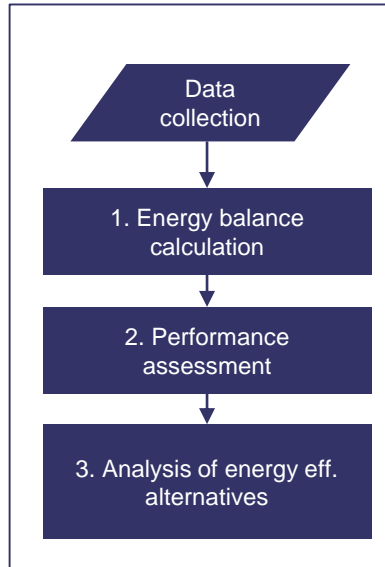 Data
collection
1. Energy balance
calculation
2. Performance
assessment
3. Analysis of energy eff.
alternatives